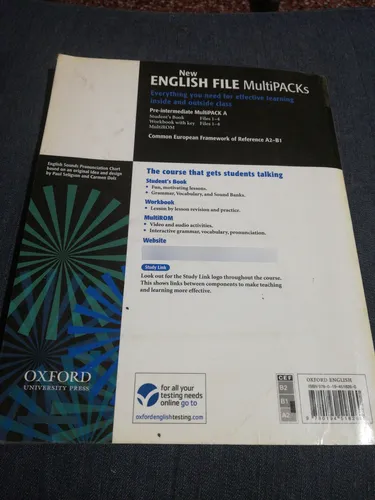 New
ENGLISH FILE MultiPACKs
Everything you need for effective learning
inside and outside class
Pre-intermediate MultiPACK A
Student's Book Files 1–4
Workbook with key Files 1–4
MultiROM
Common European Framework of Reference A2–B1
English Sounds Pronunciation Chart
based on an original idea and design
by Paul Seligson and Carmen Dolz
The course that gets students talking
Student's Book
• Fun, motivating lessons.
• Grammar, Vocabulary, and Sound Banks.
Workbook
• Lesson by lesson revision and practice.
MultiROM
• Video and audio activities.
• Interactive grammar, vocabulary, pronunciation.
Website
Study Link
Look out for the Study Link logo throughout the course.
This shows links between components to make teaching
and learning more effective.
OXFORD
UNIVERSITY PRESS
for all your
testing needs
online go to
oxfordenglishtesting.com
CEF
B2
B1
A2
OXFORD ENGLISH